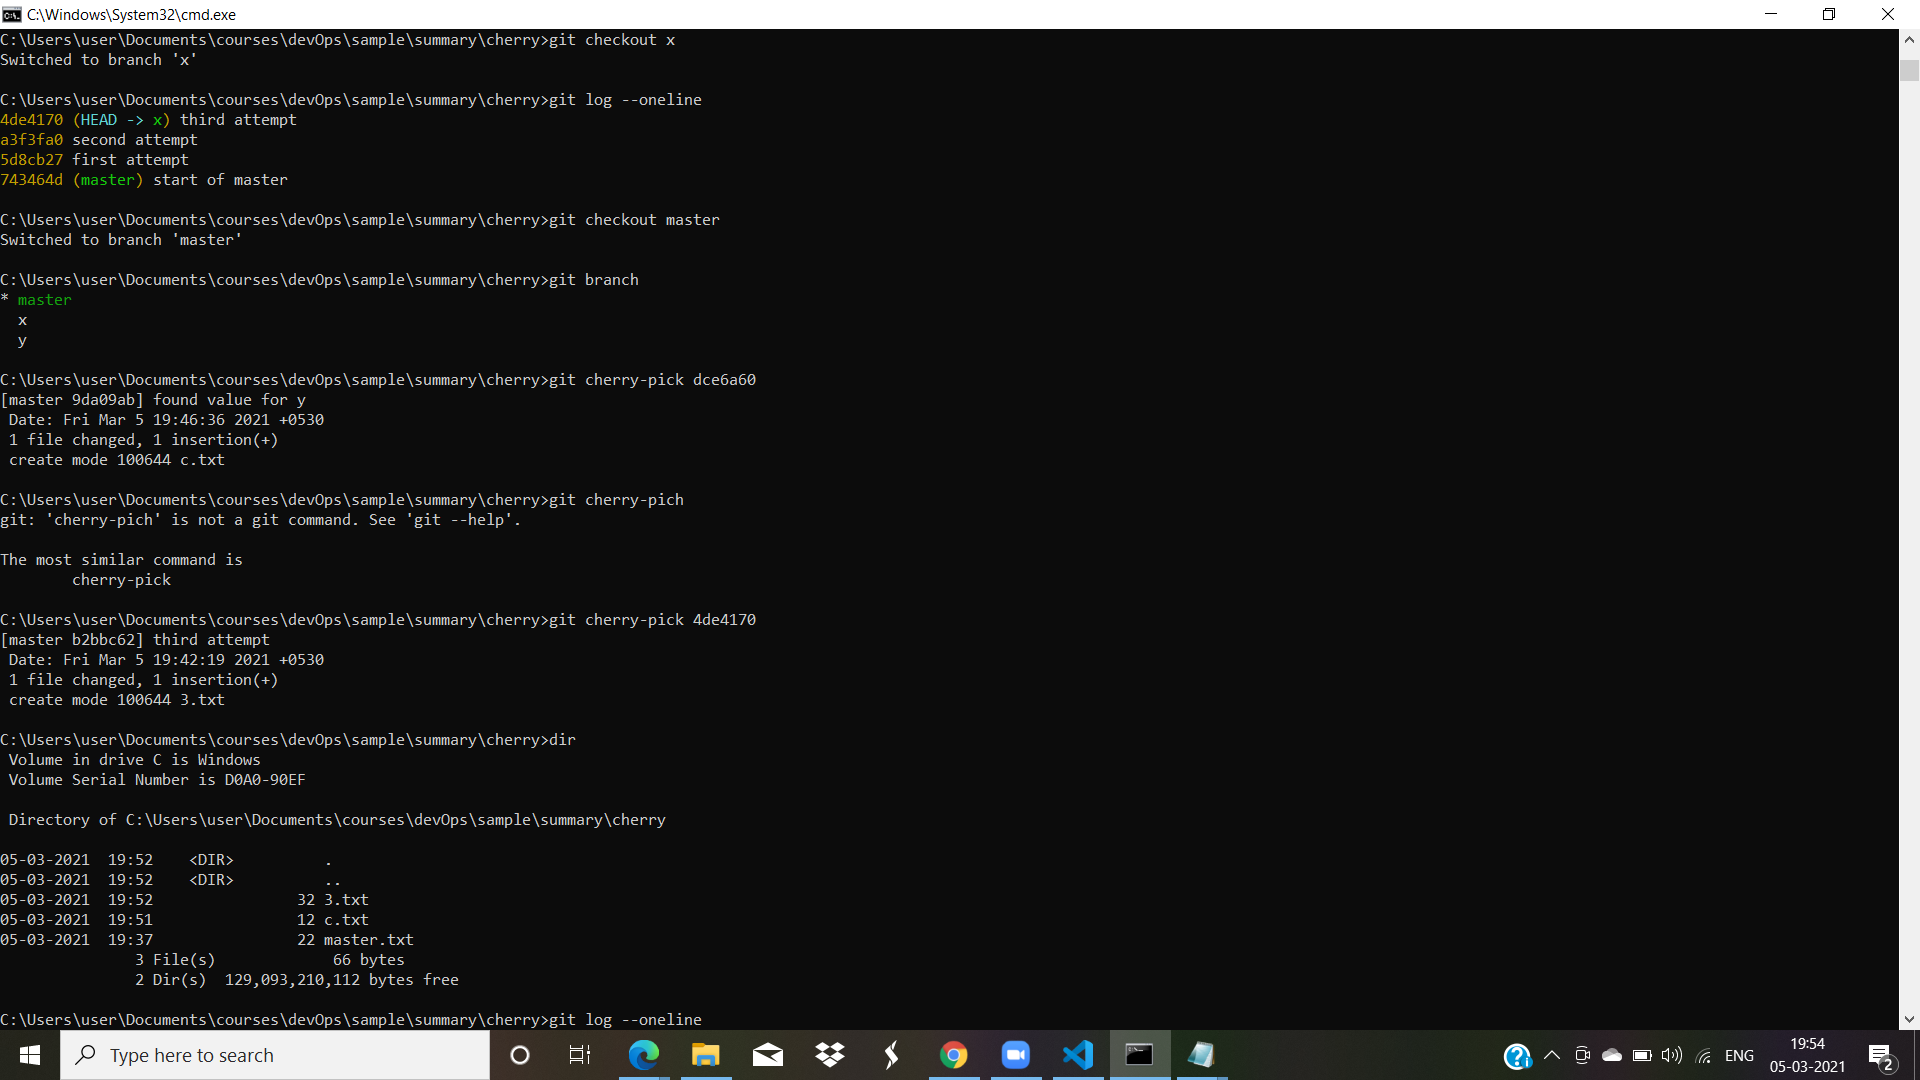 C:\Windows\System32\cmd.exe
C:\Users\user\Documents\courses\devOps\sample\summary\cherry>git checkout x
Switched to branch 'x'
C:\Users\user\Documents\courses\devOps\sample\summary\cherry>git log --oneline
4de4170 (HEAD -> x) third attempt
a3f3fa0 second attempt
5d8cb27 first attempt
743464d (master) start of master
C:\Users\user\Documents\courses\devOps\sample\summary\cherry>git checkout master
Switched to branch 'master'
C:\Users\user\Documents\courses\devOps\sample\summary\cherry>git branch
* master
x
y
C:\Users\user\Documents\courses\devOps\sample\summary\cherry>git cherry-pick dce6a60
[master 9da09ab] found value for y
Date: Fri Mar 5 19:46:36 2021 +0530
1 file changed, 1 insertion(+)
create mode 100644 c.txt
C:\Users\user\Documents\courses\devOps\sample\summary\cherry>git cherry-pich
git: 'cherry-pich' is not a git command. See 'git --help'.
The most similar command is
cherry-pick
C:\Users\user\Documents\courses\devOps\sample\summary\cherry>git cherry-pick 4de4170
[master b2bbc62] third attempt
Date: Fri Mar 5 19:42:19 2021 +0530
1 file changed, 1 insertion(+)
create mode 100644 3.txt
C:\Users\user\Documents\courses\devOps\sample\summary\cherry>dir
Volume in drive C is Windows
Volume Serial Number is D0A0-90EF
Directory of C:\Users\user\Documents\courses\devOps\sample\summary\cherry
05-03-2021 19:52 <DIR> .
05-03-2021 19:52 <DIR> ..
05-03-2021 19:52 32 3.txt
05-03-2021 19:51 12 c.txt
05-03-2021 19:37 22 master.txt
3 File(s) 66 bytes
2 Dir(s) 129,093,210,112 bytes free
C:\Users\user\Documents\courses\devOps\sample\summary\cherry>git log --oneline
Type here to search
ENG
19:54
05-03-2021
2